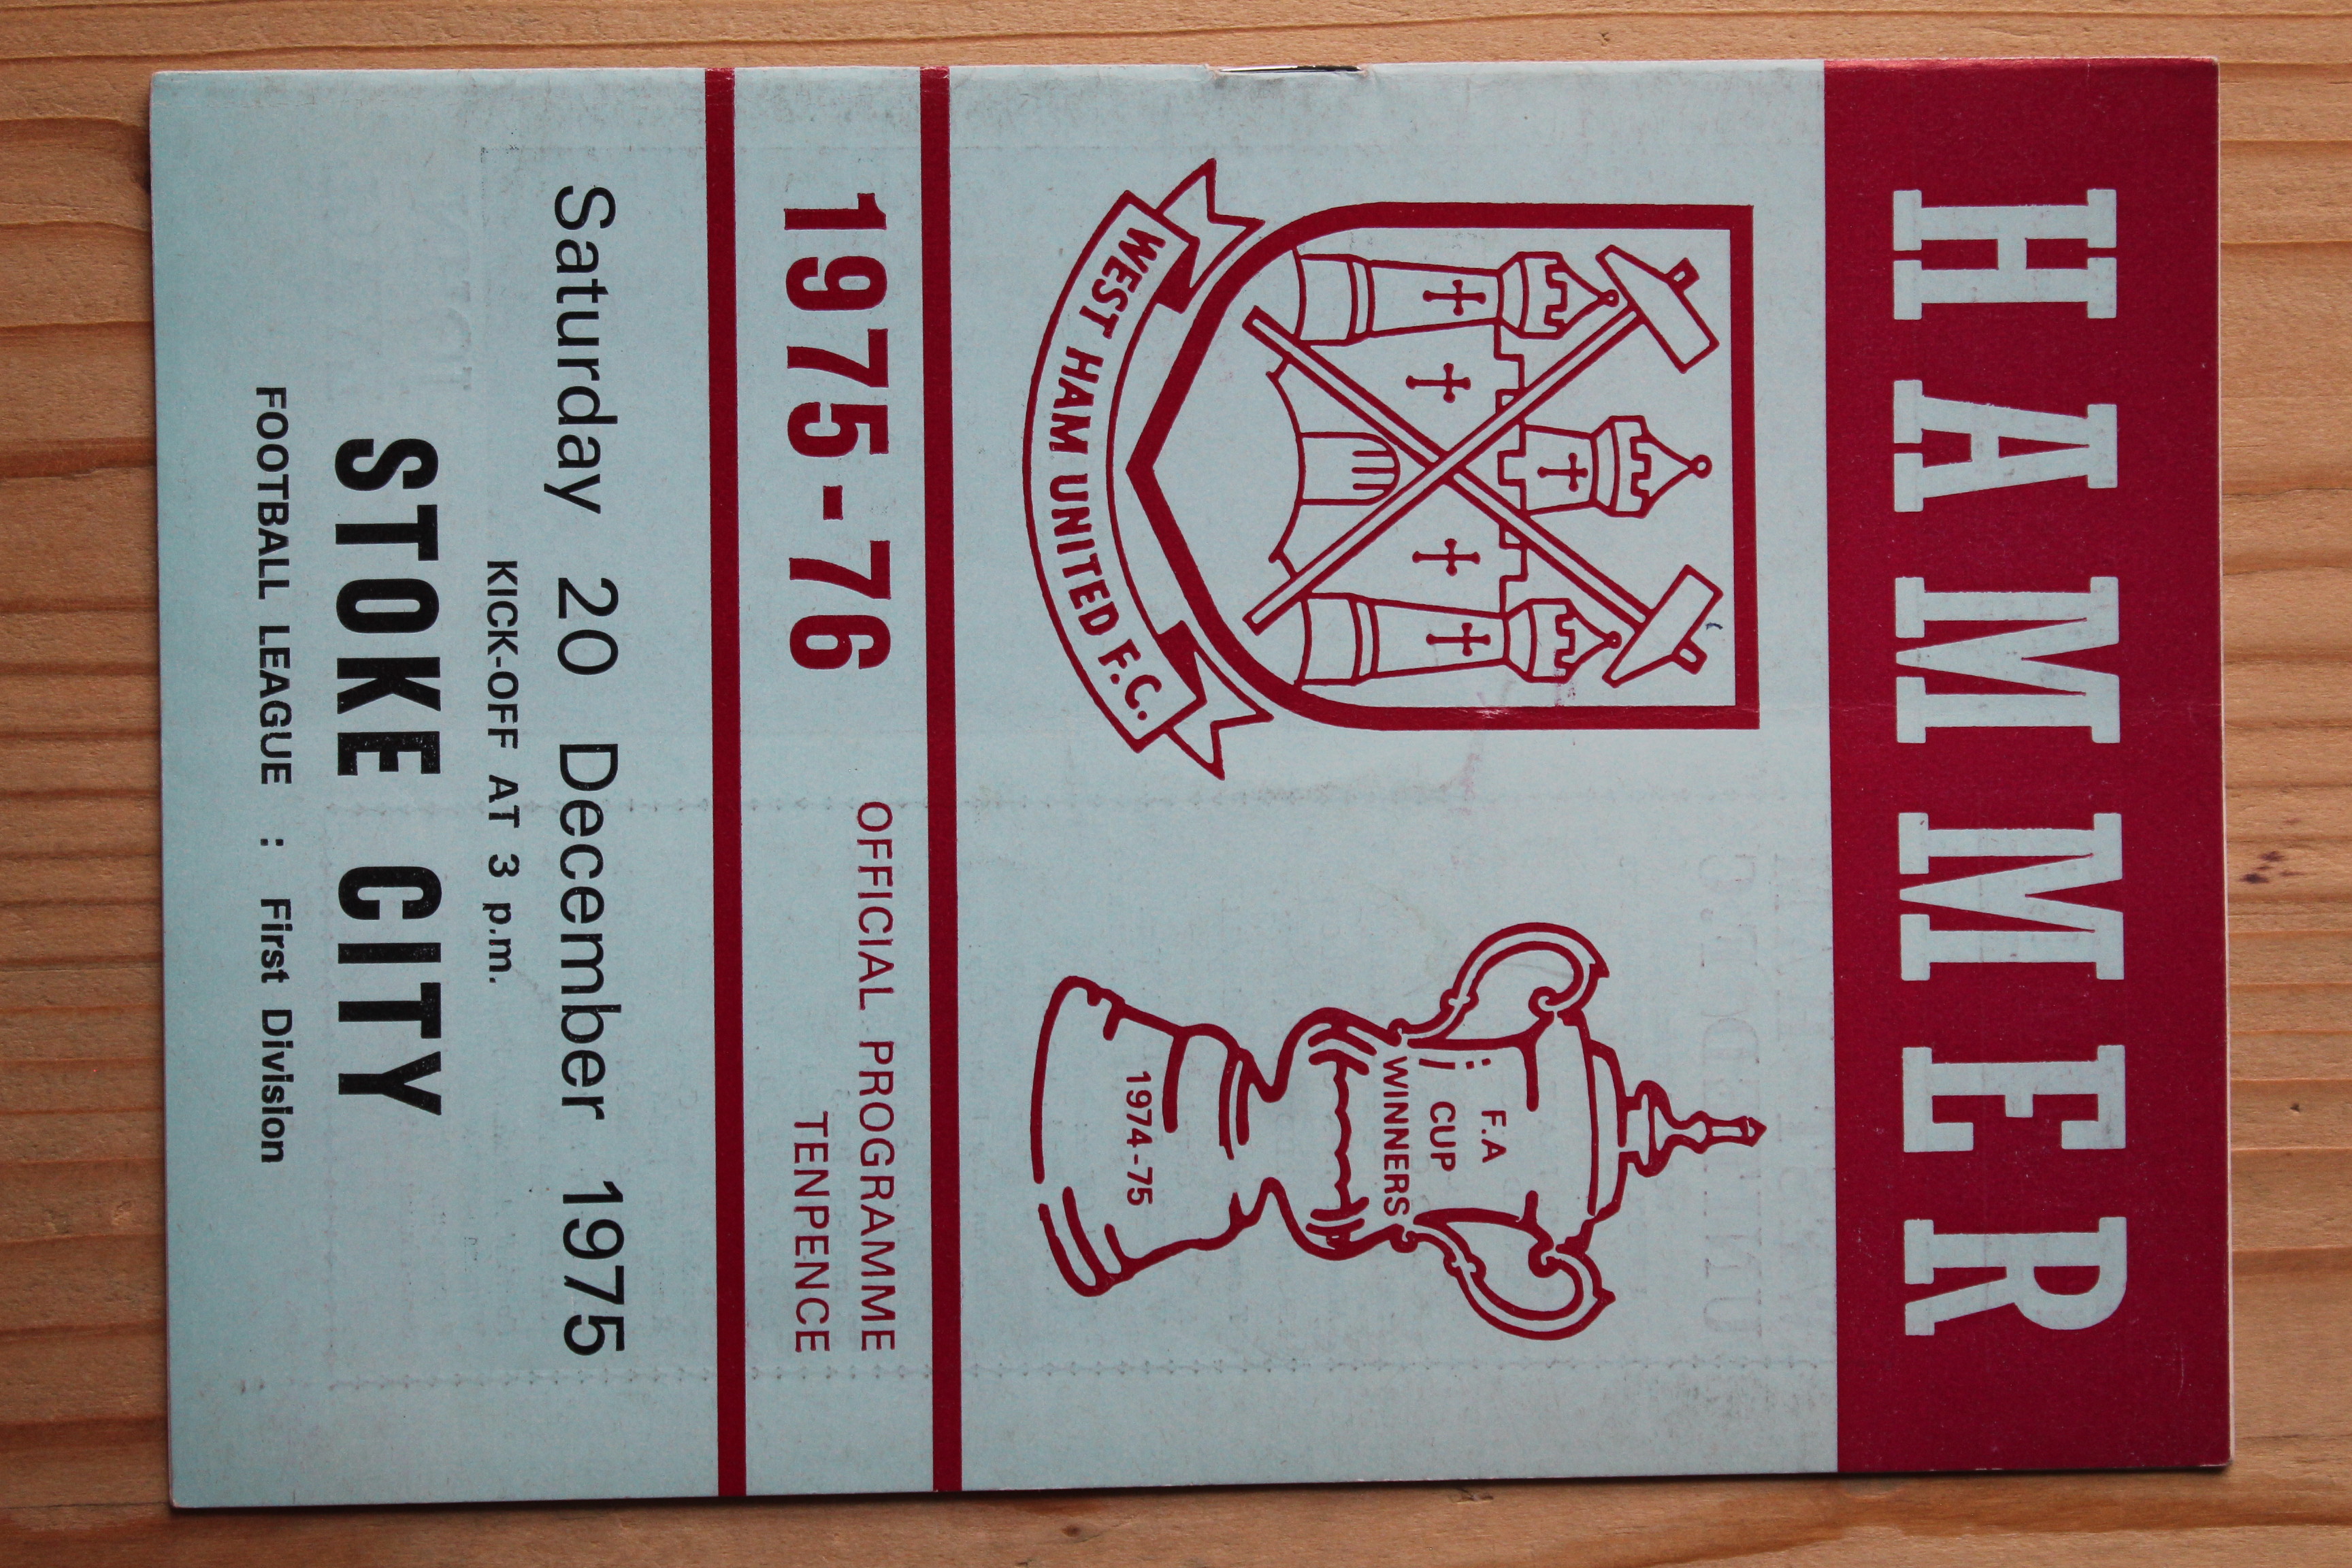 HAMMER
WEST HAM UNITED F.C.
F.A
CUP
WINNERS
1974-75
1975-76
OFFICIAL PROGRAMME
TENPENCE
Saturday 20 December 1975
KICK-OFF AT 3 p.m.
STOKE CITY
FOOTBALL LEAGUE : First Division